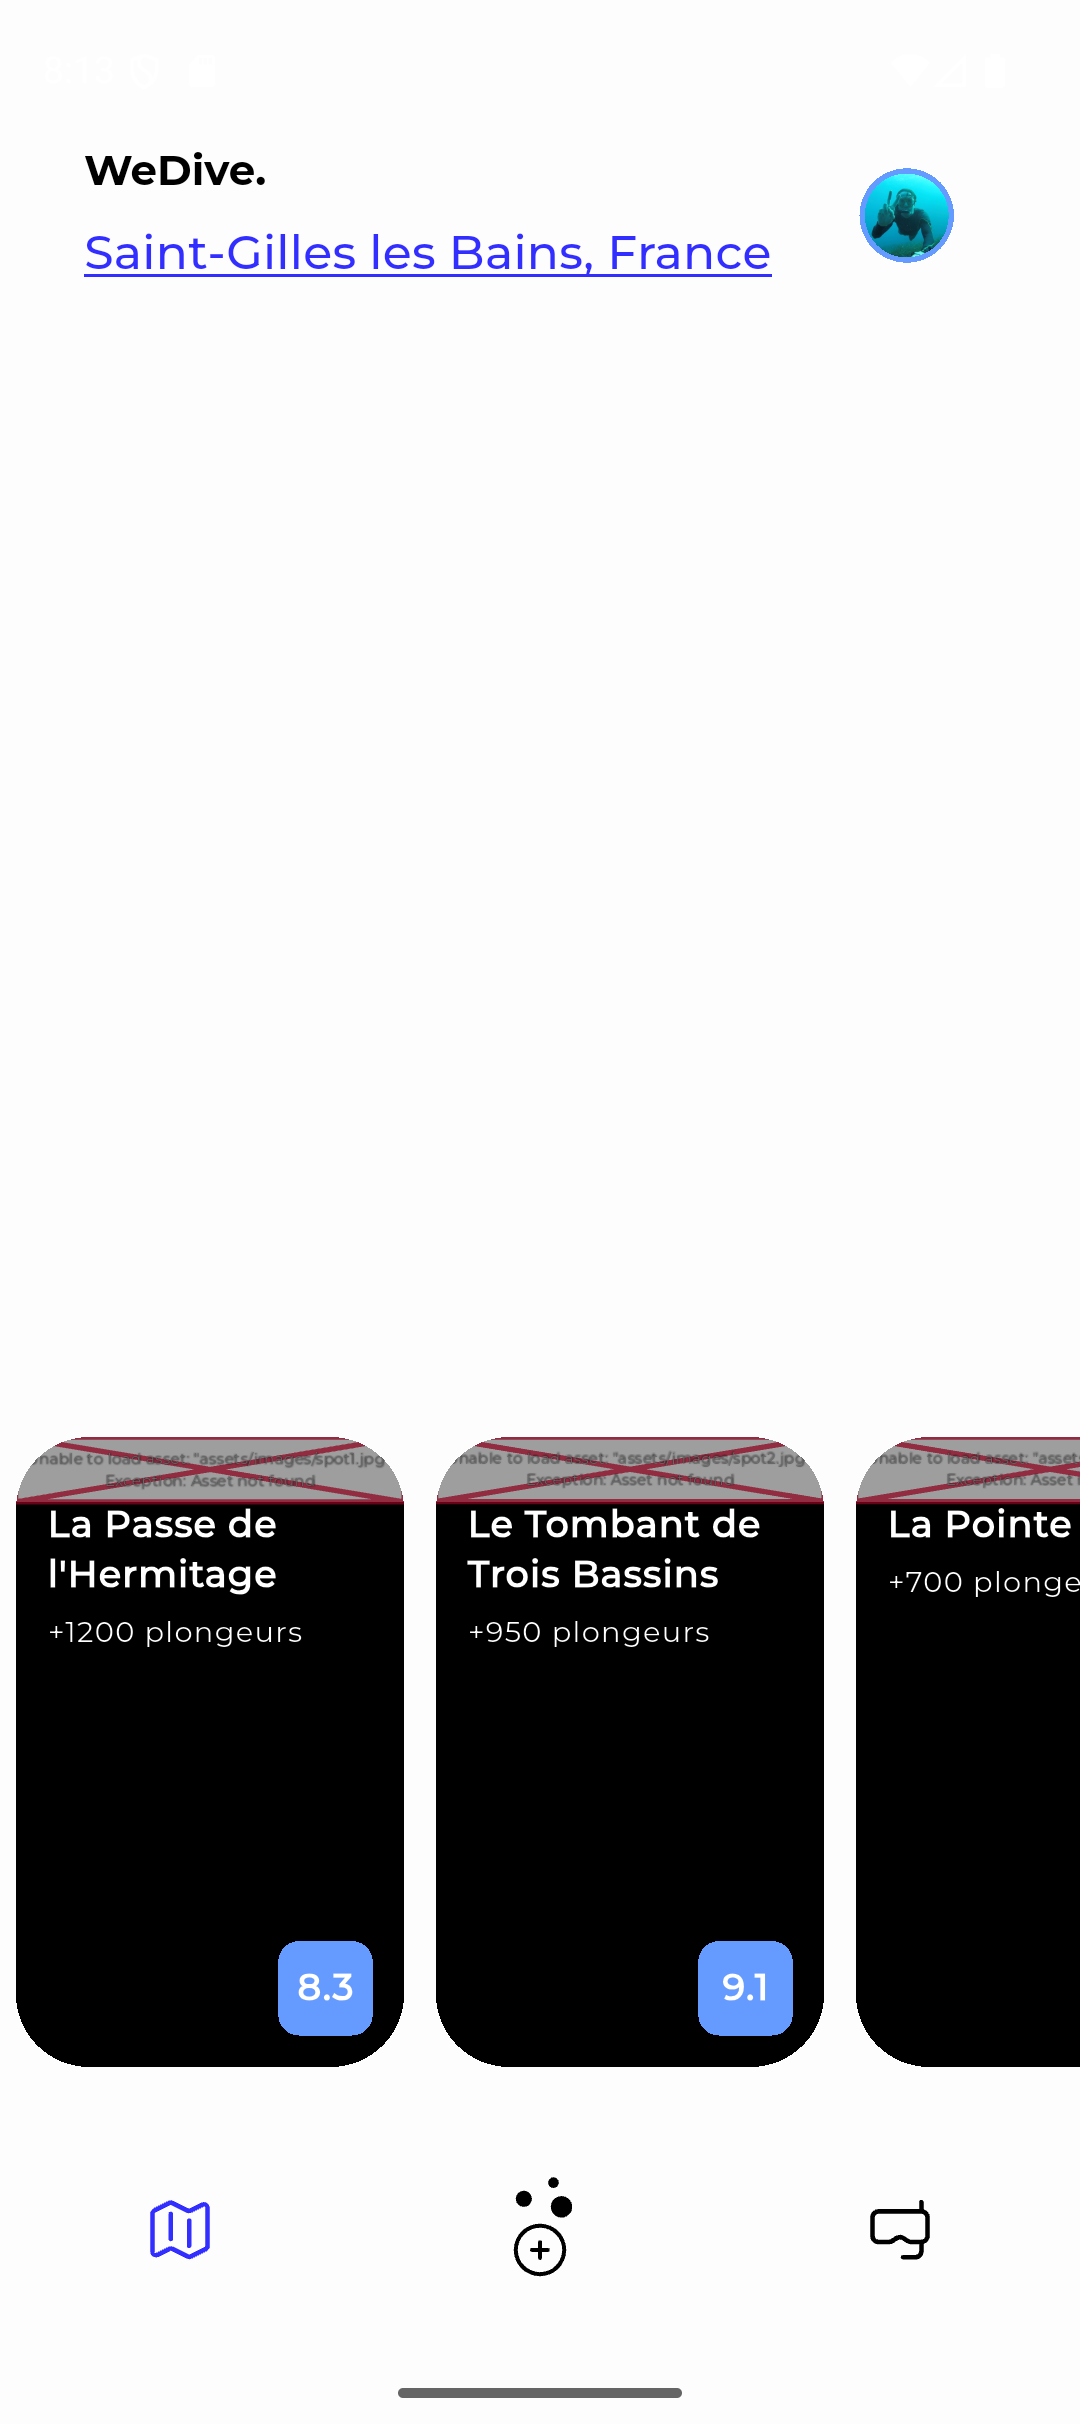 WeDive.
Saint-Gilles les Bains, France
nable to load asset: "assets/images/spot1.jpg
Exception: Asset not found
La Passe de
l'Hermitage
+1200 plongeurs
8.3
nable to load asset: "assets/images/spot2.jpg
Exception: Asset not found
Le Tombant de
Trois Bassins
+950 plongeurs
9.1
nable to load asset: "asset
Exception: Asset
La Pointe
+700 plonge